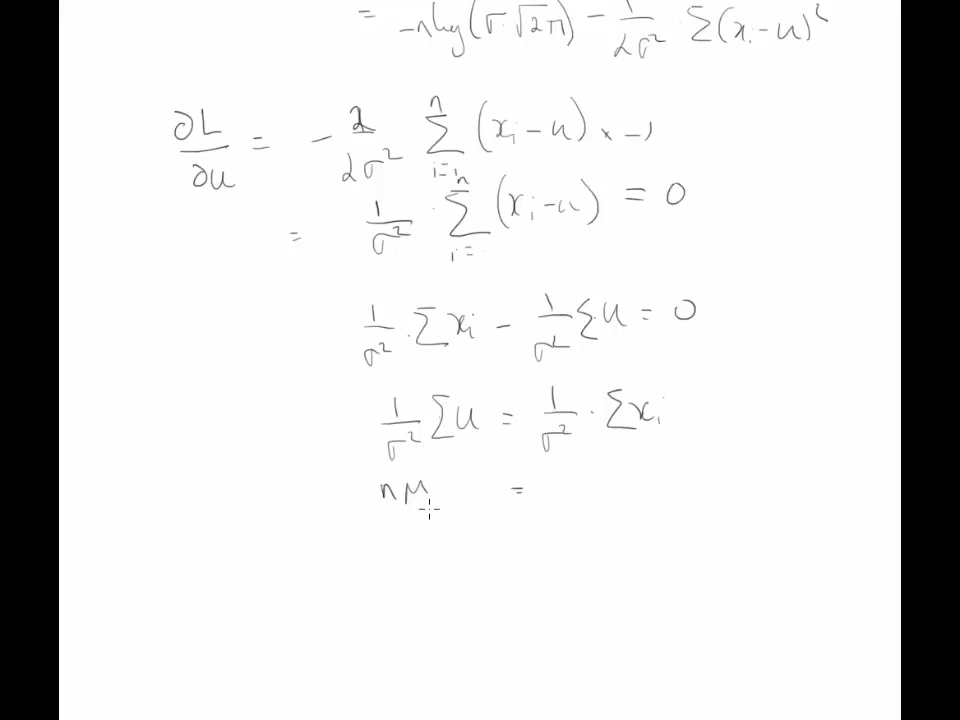 = -n log(σ·√2π) - 1/2σ² · Σ(xᵢ - u)²
∂L/∂u = - 2/2σ² Σᵢ₌₁ⁿ (xᵢ - u) × -1
= 1/σ² · Σᵢ₌ⁿ (xᵢ - u) = 0
1/σ² · Σxᵢ - 1/σ² Σu = 0
1/σ² Σu = 1/σ² · Σxᵢ
nμ =